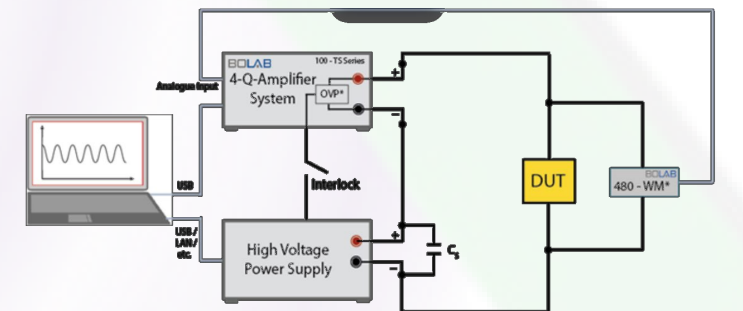 BOLAB
100 - TS Series
4-Q-Amplifier
System
OVP*
+
−
Analogue Input
USB
Interlock
USB /
LAN /
etc.
High Voltage
Power Supply
+
−
Cs
DUT
BOLAB
480 - WM*